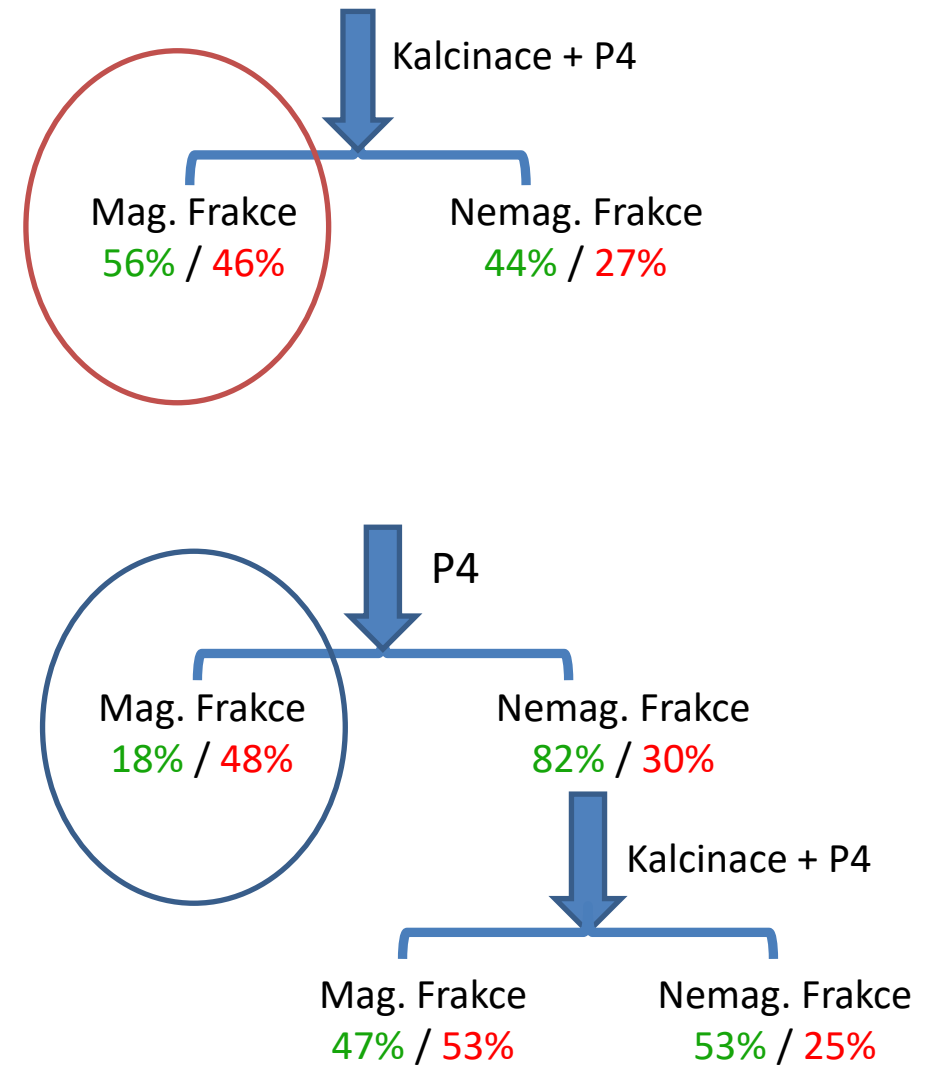 Kalcinace + P4
Mag. Frakce
56% / 46%
Nemag. Frakce
44% / 27%
P4
Mag. Frakce
18% / 48%
Nemag. Frakce
82% / 30%
Kalcinace + P4
Mag. Frakce
47% / 53%
Nemag. Frakce
53% / 25%